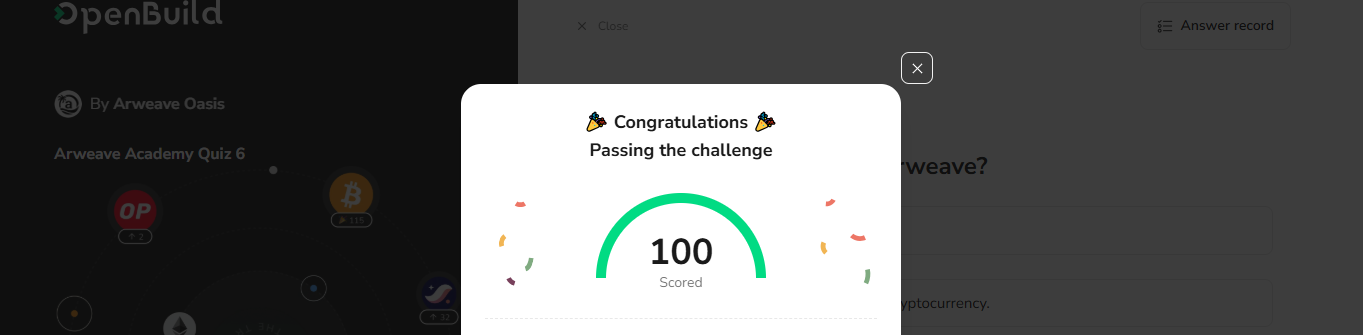 OpenBuild
Close
Answer record
By Arweave Oasis
Congratulations
Arweave Academy Quiz 6
Passing the challenge
rweave?
OP
2
115
100
Scored
32
yptocurrency.